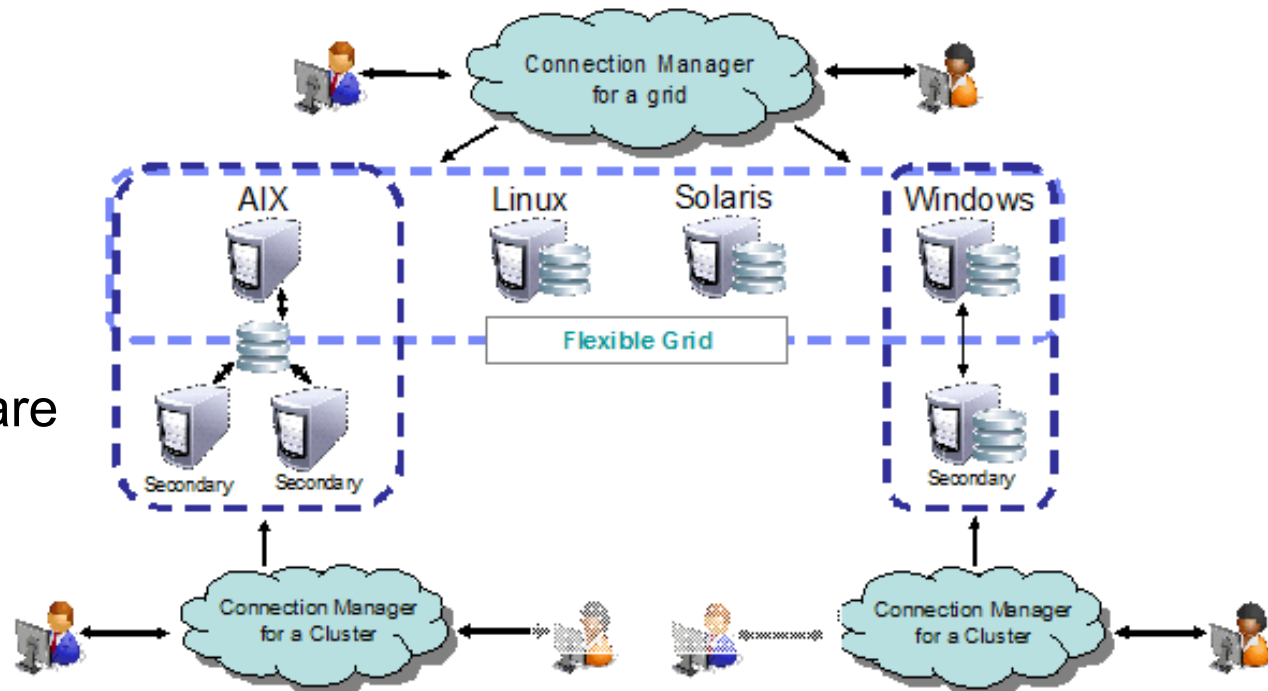 Connection Manager
for a grid
AIX
Linux
Solaris
Windows
Flexible Grid
are
Secondary
Secondary
Secondary
Connection Manager
for a Cluster
Connection Manager
for a Cluster